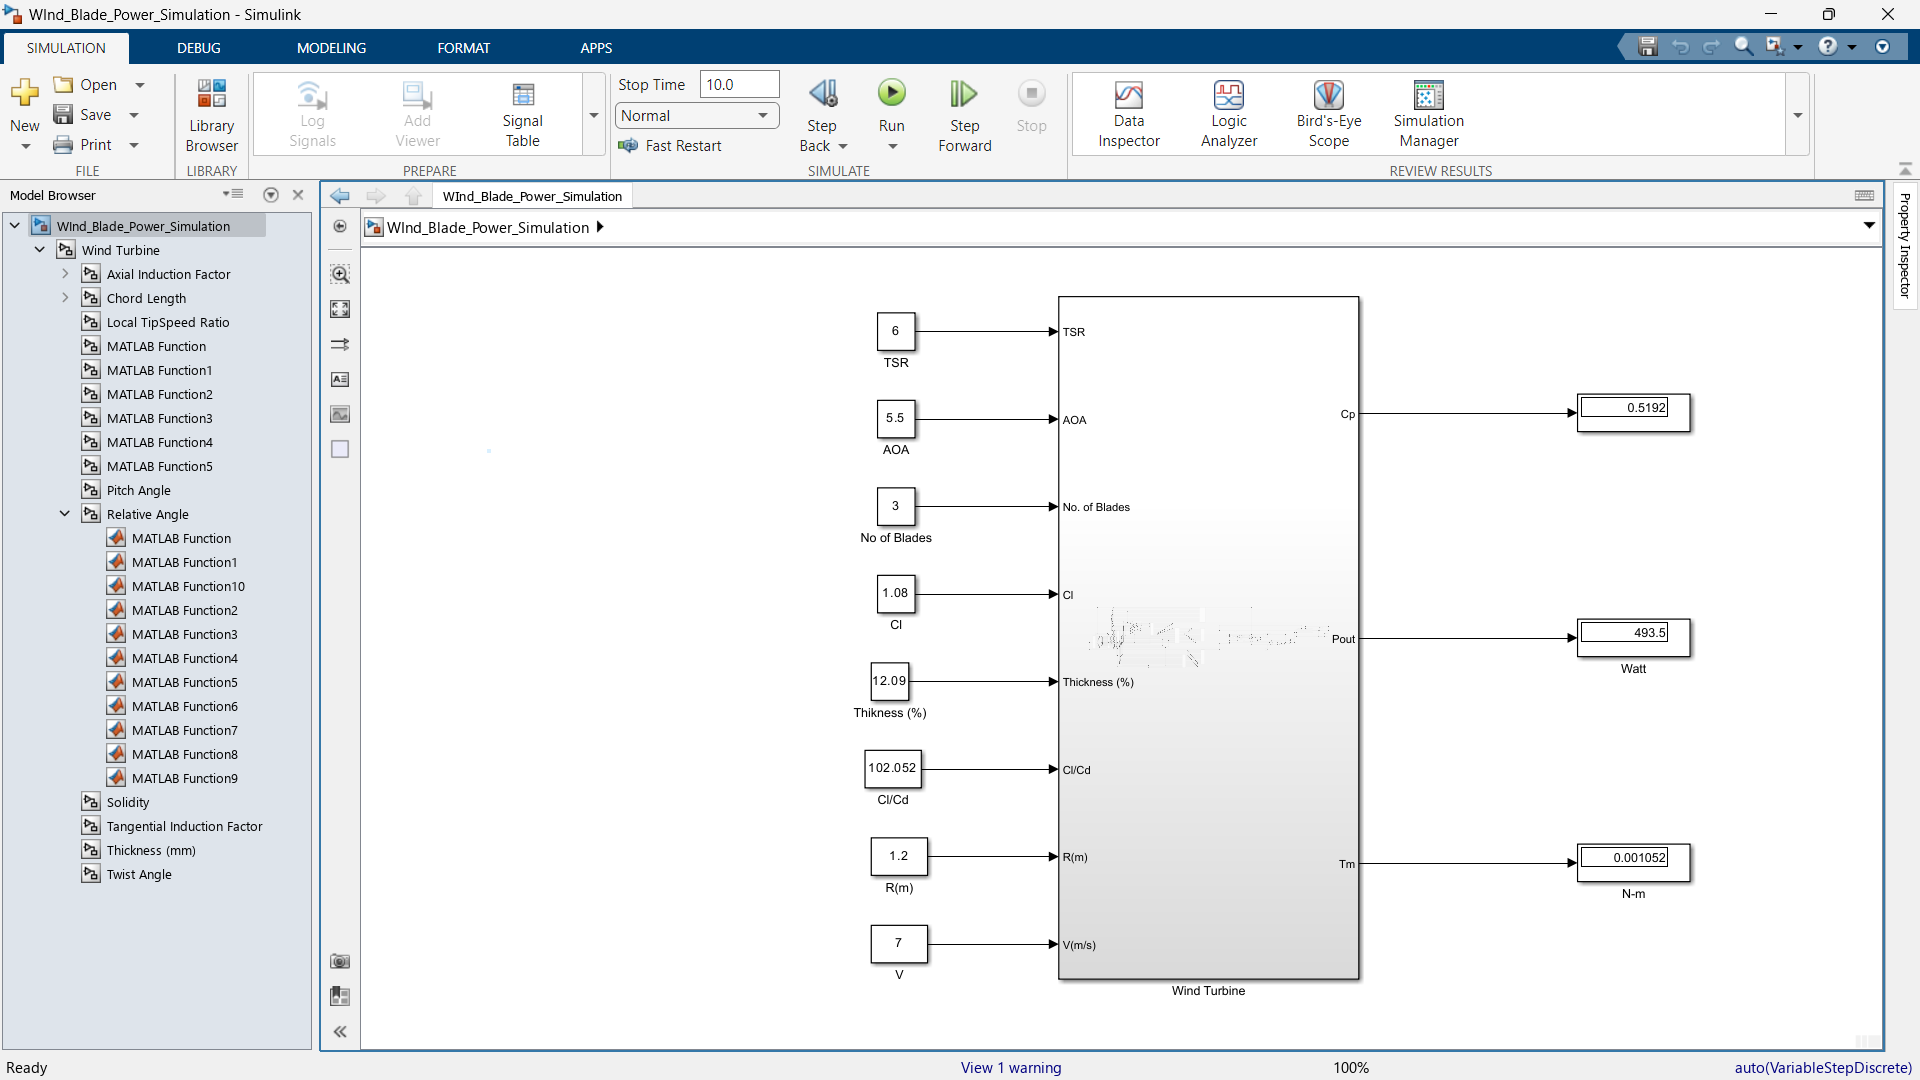 WInd_Blade_Power_Simulation - Simulink
SIMULATION DEBUG MODELING FORMAT APPS
New
Open
Save
Print
FILE
Library Browser
LIBRARY
Log Signals
Add Viewer
Signal Table
PREPARE
Stop Time 10.0
Normal
Fast Restart
Step Back
Run
Step Forward
Stop
SIMULATE
Data Inspector
Logic Analyzer
Bird's-Eye Scope
Simulation Manager
REVIEW RESULTS
Model Browser
WInd_Blade_Power_Simulation
Wind Turbine
Axial Induction Factor
Chord Length
Local TipSpeed Ratio
MATLAB Function
MATLAB Function1
MATLAB Function2
MATLAB Function3
MATLAB Function4
MATLAB Function5
Pitch Angle
Relative Angle
MATLAB Function
MATLAB Function1
MATLAB Function10
MATLAB Function2
MATLAB Function3
MATLAB Function4
MATLAB Function5
MATLAB Function6
MATLAB Function7
MATLAB Function8
MATLAB Function9
Solidity
Tangential Induction Factor
Thickness (mm)
Twist Angle
WInd_Blade_Power_Simulation
WInd_Blade_Power_Simulation
Property Inspector
6
TSR
5.5
AOA
3
No of Blades
1.08
Cl
12.09
Thikness (%)
102.052
Cl/Cd
1.2
R(m)
7
V
TSR
AOA
No. of Blades
Cl
Thickness (%)
Cl/Cd
R(m)
V(m/s)
Cp
Pout
Tm
Wind Turbine
0.5192
493.5
Watt
0.001052
N-m
Ready
View 1 warning
100%
auto(VariableStepDiscrete)